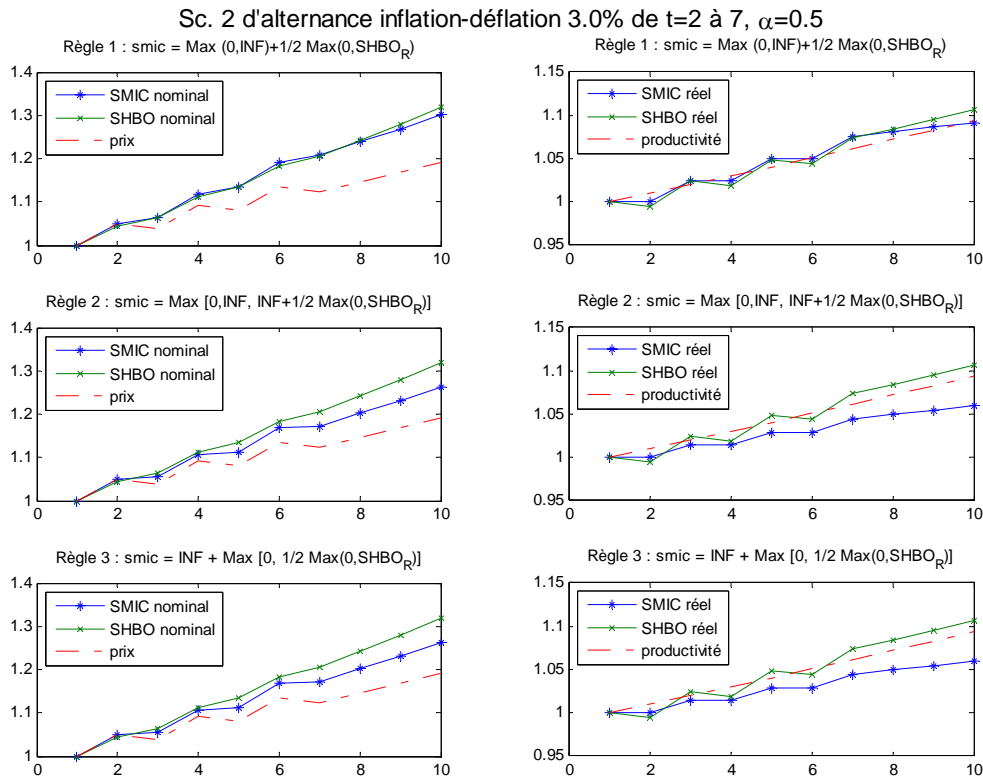 Sc. 2 d'alternance inflation-déflation 3.0% de t=2 à 7, α=0.5
Règle 1 : smic = Max (0,INF)+1/2 Max(0,SHBO_R)
1.4
1.3
1.2
1.1
1
0 2 4 6 8 10
SMIC nominal
SHBO nominal
prix
Règle 1 : smic = Max (0,INF)+1/2 Max(0,SHBO_R)
1.15
1.1
1.05
1
0.95
0 2 4 6 8 10
SMIC réel
SHBO réel
productivité
Règle 2 : smic = Max [0,INF, INF+1/2 Max(0,SHBO_R)]
1.4
1.3
1.2
1.1
1
0 2 4 6 8 10
SMIC nominal
SHBO nominal
prix
Règle 2 : smic = Max [0,INF, INF+1/2 Max(0,SHBO_R)]
1.15
1.1
1.05
1
0.95
0 2 4 6 8 10
SMIC réel
SHBO réel
productivité
Règle 3 : smic = INF + Max [0, 1/2 Max(0,SHBO_R)]
1.4
1.3
1.2
1.1
1
0 2 4 6 8 10
SMIC nominal
SHBO nominal
prix
Règle 3 : smic = INF + Max [0, 1/2 Max(0,SHBO_R)]
1.15
1.1
1.05
1
0.95
0 2 4 6 8 10
SMIC réel
SHBO réel
productivité